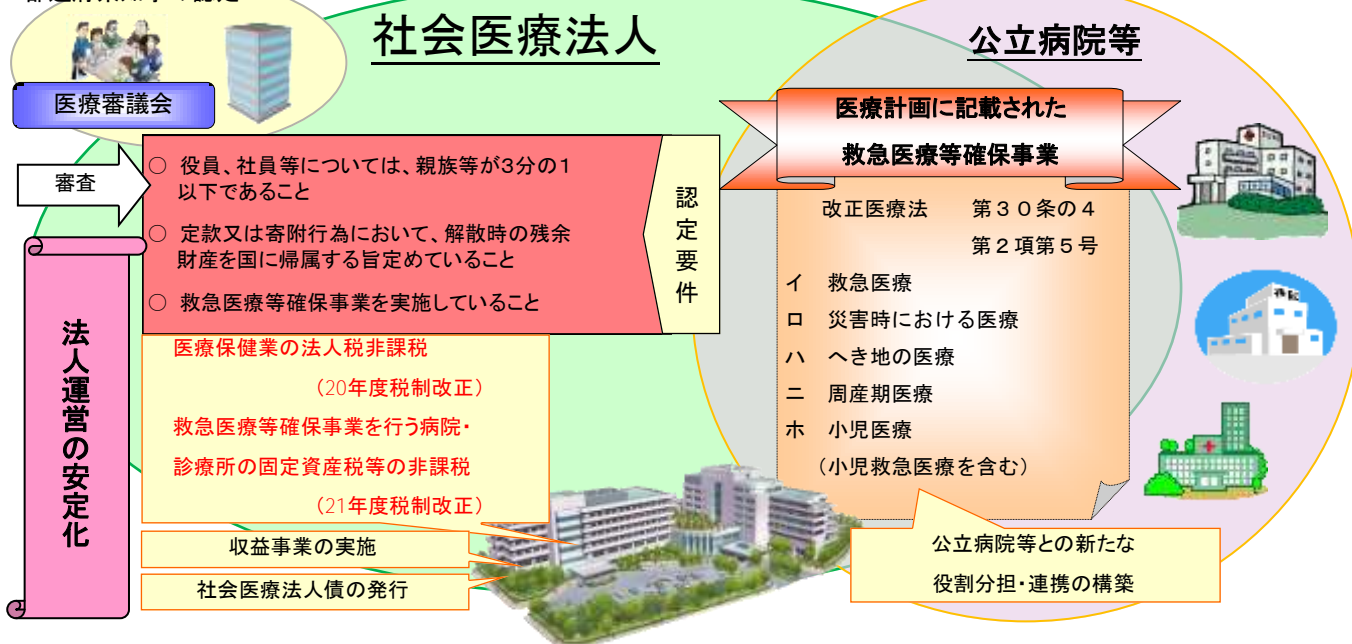 社会医療法人
公立病院等
医療審議会
審査
○ 役員、社員等については、親族等が3分の1
以下であること
○ 定款又は寄附行為において、解散時の残余
財産を国に帰属する旨定めていること
○ 救急医療等確保事業を実施していること
認定要件
法人運営の安定化
医療保健業の法人税非課税
(20年度税制改正)
救急医療等確保事業を行う病院・
診療所の固定資産税等の非課税
(21年度税制改正)
収益事業の実施
社会医療法人債の発行
医療計画に記載された
救急医療等確保事業
改正医療法 第30条の4
第2項第5号
イ 救急医療
ロ 災害時における医療
ハ へき地の医療
ニ 周産期医療
ホ 小児医療
(小児救急医療を含む)
公立病院等との新たな
役割分担・連携の構築